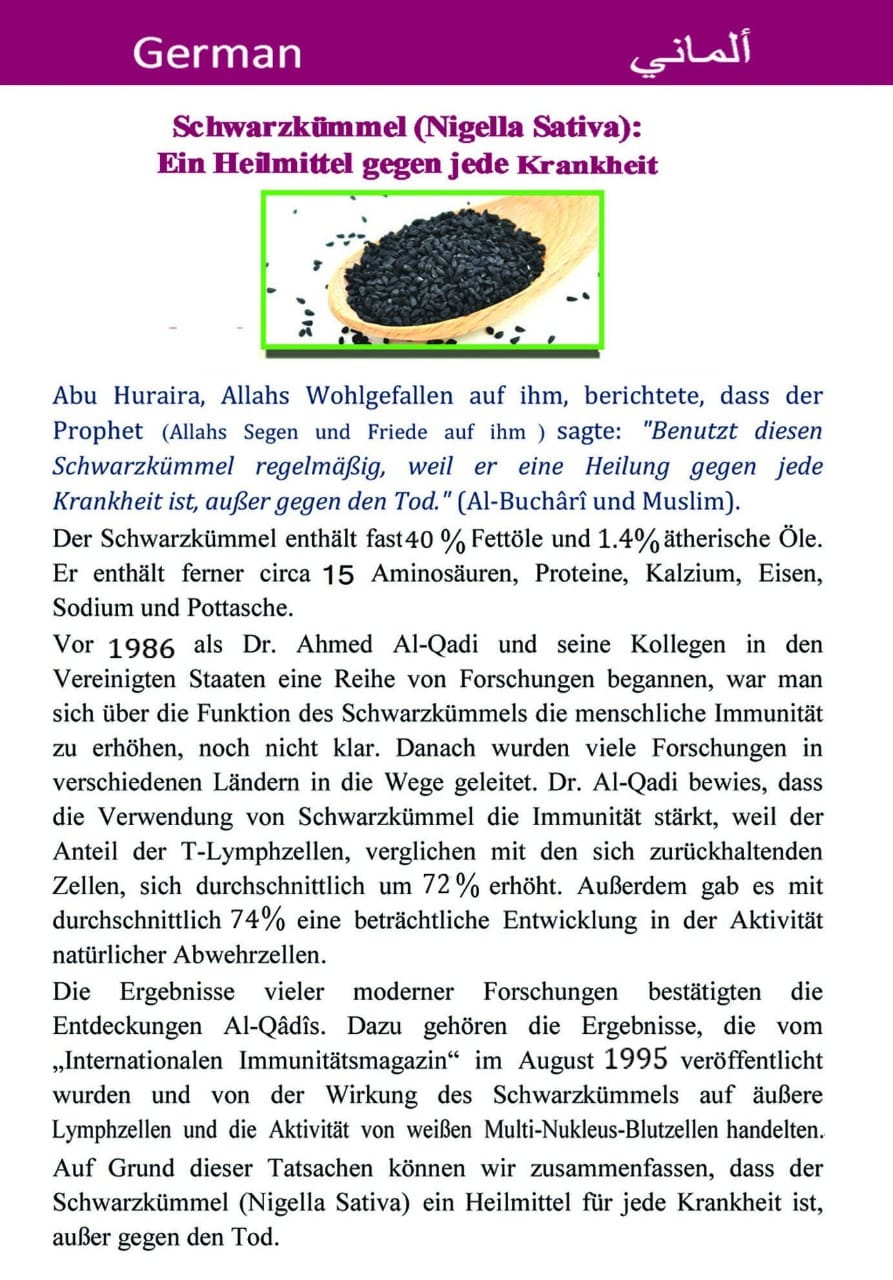 German
ألماني
Schwarzkümmel (Nigella Sativa):
Ein Heilmittel gegen jede Krankheit
Abu Huraira, Allahs Wohlgefallen auf ihm, berichtete, dass der
Prophet (Allahs Segen und Friede auf ihm ) sagte: "Benutzt diesen
Schwarzkümmel regelmäßig, weil er eine Heilung gegen jede
Krankheit ist, außer gegen den Tod." (Al-Buchârî und Muslim).
Der Schwarzkümmel enthält fast 40 % Fettöle und 1.4% ätherische Öle.
Er enthält ferner circa 15 Aminosäuren, Proteine, Kalzium, Eisen,
Sodium und Pottasche.
Vor 1986 als Dr. Ahmed Al-Qadi und seine Kollegen in den
Vereinigten Staaten eine Reihe von Forschungen begannen, war man
sich über die Funktion des Schwarzkümmels die menschliche Immunität
zu erhöhen, noch nicht klar. Danach wurden viele Forschungen in
verschiedenen Ländern in die Wege geleitet. Dr. Al-Qadi bewies, dass
die Verwendung von Schwarzkümmel die Immunität stärkt, weil der
Anteil der T-Lymphzellen, verglichen mit den sich zurückhaltenden
Zellen, sich durchschnittlich um 72 % erhöht. Außerdem gab es mit
durchschnittlich 74% eine beträchtliche Entwicklung in der Aktivität
natürlicher Abwehrzellen.
Die Ergebnisse vieler moderner Forschungen bestätigten die
Entdeckungen Al-Qâdîs. Dazu gehören die Ergebnisse, die vom
„Internationalen Immunitätsmagazin“ im August 1995 veröffentlicht
wurden und von der Wirkung des Schwarzkümmels auf äußere
Lymphzellen und die Aktivität von weißen Multi-Nukleus-Blutzellen handelten.
Auf Grund dieser Tatsachen können wir zusammenfassen, dass der
Schwarzkümmel (Nigella Sativa) ein Heilmittel für jede Krankheit ist,
außer gegen den Tod.